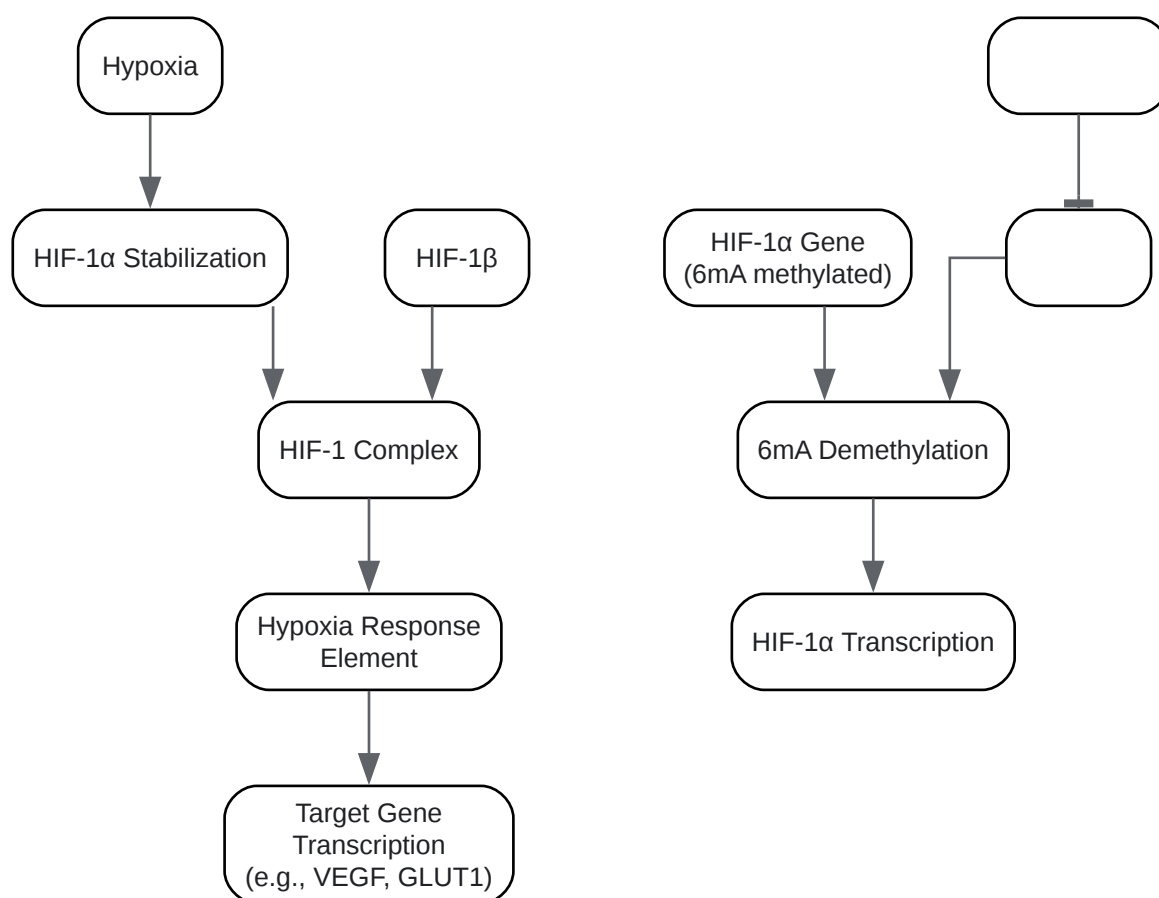 Hypoxia
HIF-1α Stabilization
HIF-1β
HIF-1α Gene
(6mA methylated)
HIF-1 Complex
6mA Demethylation
Hypoxia Response
Element
HIF-1α Transcription
Target Gene
Transcription
(e.g., VEGF, GLUT1)